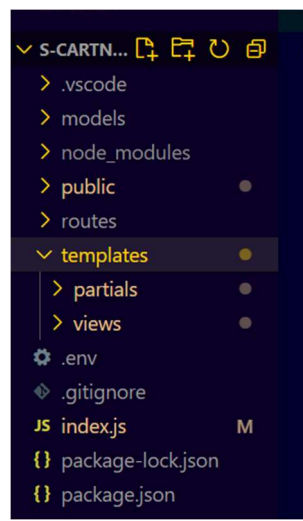 S-CARTN...
.vscode
models
node_modules
public
routes
templates
partials
views
.env
.gitignore
JS index.js M
{} package-lock.json
{} package.json